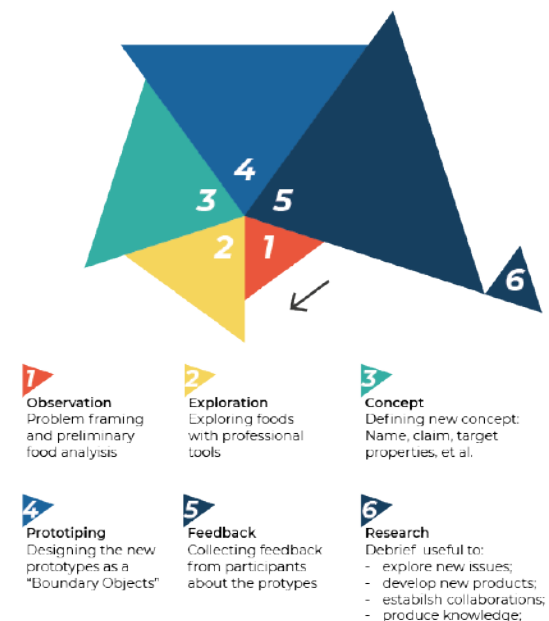 4
3
5
2
1
6
1
Observation
Problem framing
and preliminary
food analyisis
2
Exploration
Exploring foods
with professional
tools
3
Concept
Defining new concept:
Name, claim, target
properties, et al.
4
Prototiping
Designing the new
prototypes as a
“Boundary Objects”
5
Feedback
Collecting feedback
from participants
about the protypes
6
Research
Debrief useful to:
- explore new issues;
- develop new products;
- estabilsh collaborations;
- produce knowledge;